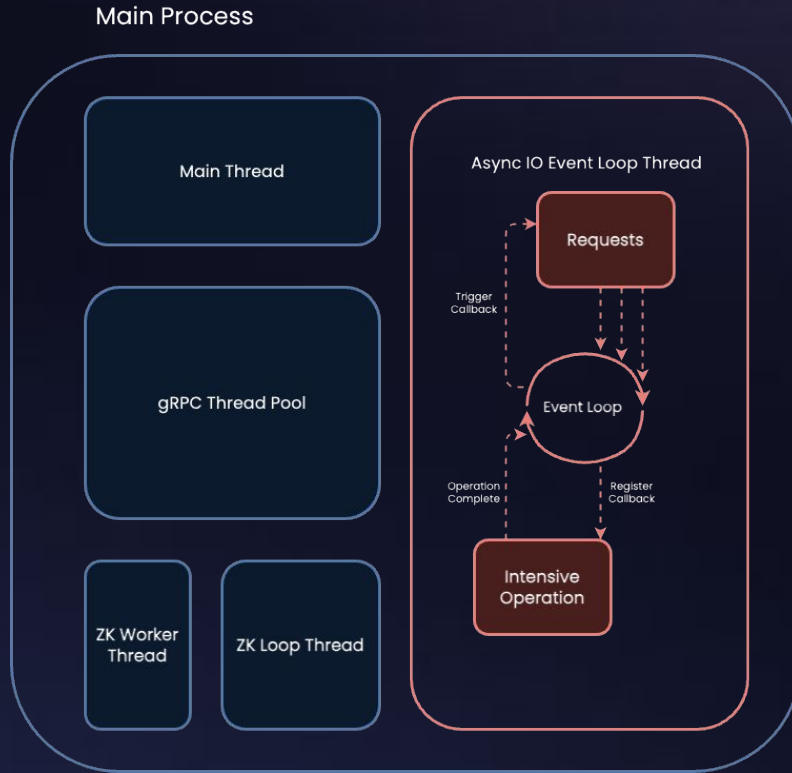 Main Process
Main Thread
gRPC Thread Pool
ZK Worker
Thread
ZK Loop Thread
Async IO Event Loop Thread
Requests
Trigger
Callback
Event Loop
Operation
Complete
Register
Callback
Intensive
Operation